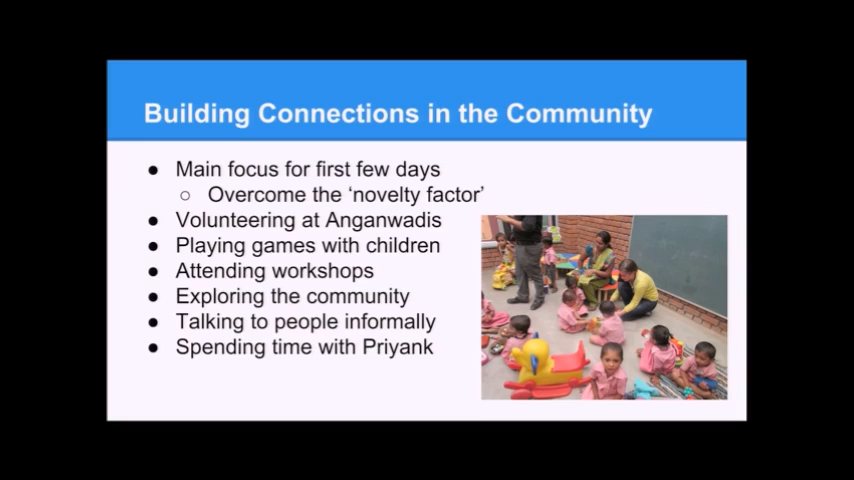 Building Connections in the Community
● Main focus for first few days
○ Overcome the ‘novelty factor’
● Volunteering at Anganwadis
● Playing games with children
● Attending workshops
● Exploring the community
● Talking to people informally
● Spending time with Priyank